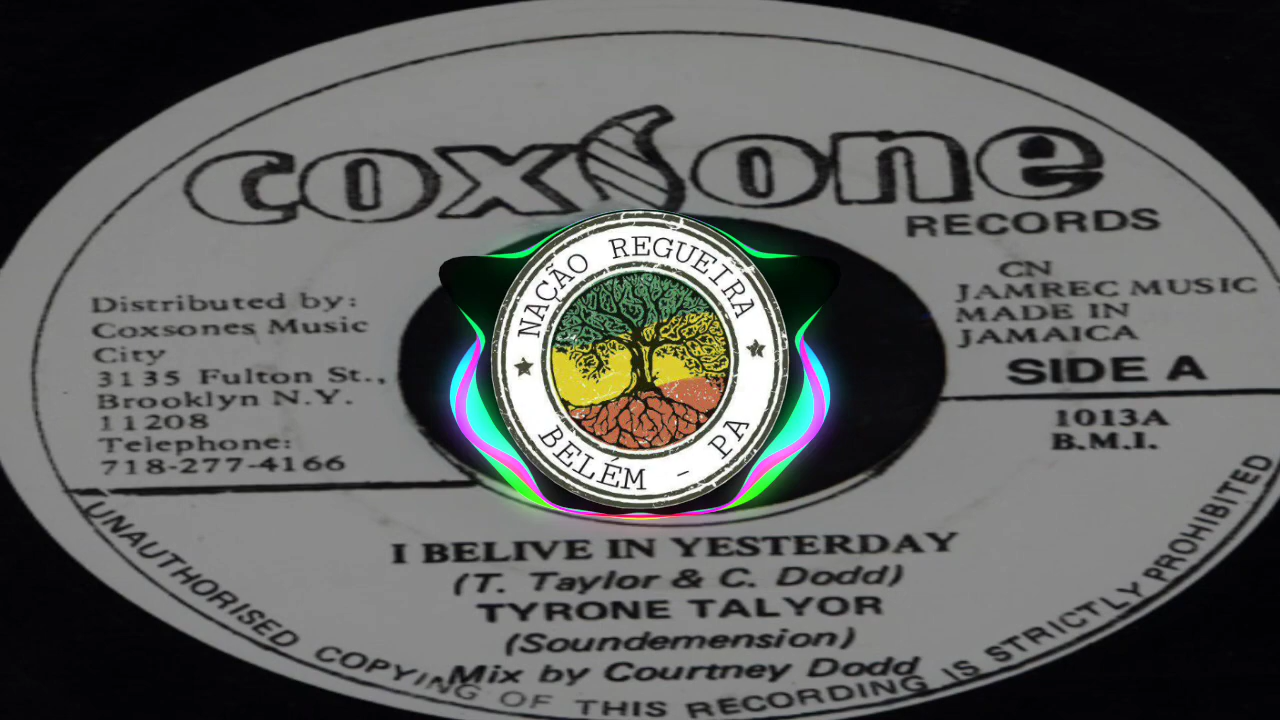 coxsone
RECORDS
Distributed by:
Coxsones Music
City
3135 Fulton St.,
Brooklyn N.Y.
11208
Telephone:
718-277-4166
CN
JAMREC MUSIC
MADE IN
JAMAICA
SIDE A
1013A
B.M.I.
NAÇÃO REGUEIRA
BELÉM - PA
I BELIVE IN YESTERDAY
(T. Taylor & C. Dodd)
TYRONE TALYOR
(Soundemension)
Mix by Courtney Dodd
UNAUTHORISED COPYING OF THIS RECORDING IS STRICTLY PROHIBITED